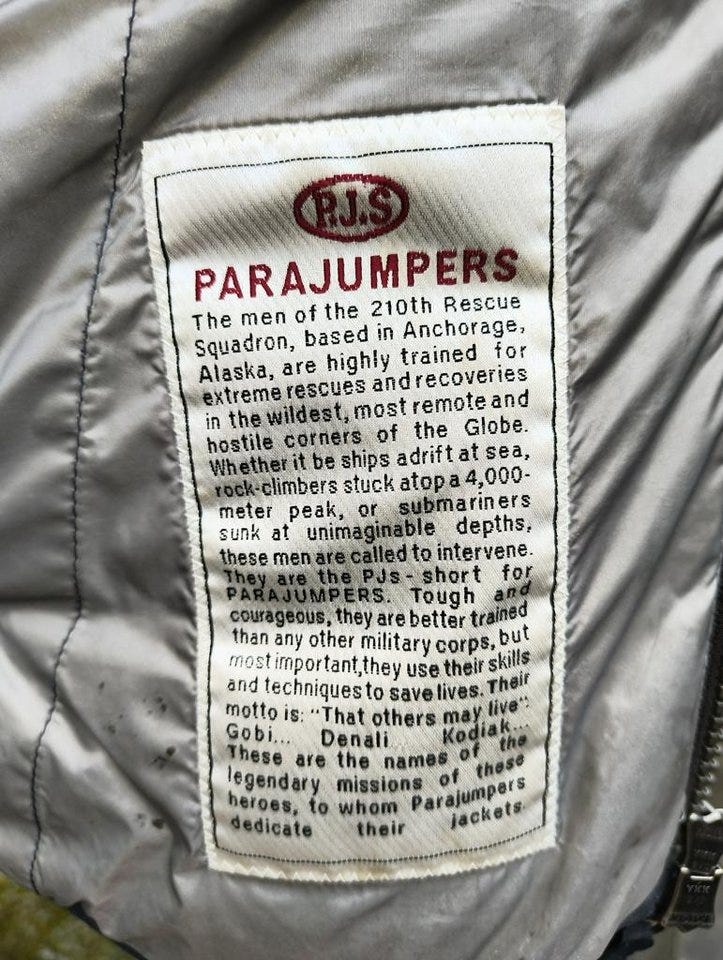 P.J.S
PARAJUMPERS
The men of the 210th Rescue
Squadron, based in Anchorage,
Alaska, are highly trained for
extreme rescues and recoveries
in the wildest, most remote and
hostile corners of the Globe.
Whether it be ships adrift at sea,
rock-climbers stuck atop a 4,000-
meter peak, or submariners
sunk at unimaginable depths,
these men are called to intervene.
They are the PJs - short for
PARAJUMPERS. Tough and
courageous, they are better trained
than any other military corps, but
most important,they use their skills
and techniques to save lives. Their
motto is: "That others may live":
Gobi... Denali Kodiak...
These are the names of the
legendary missions of these
heroes, to whom Parajumpers
dedicate their jackets.
YKK